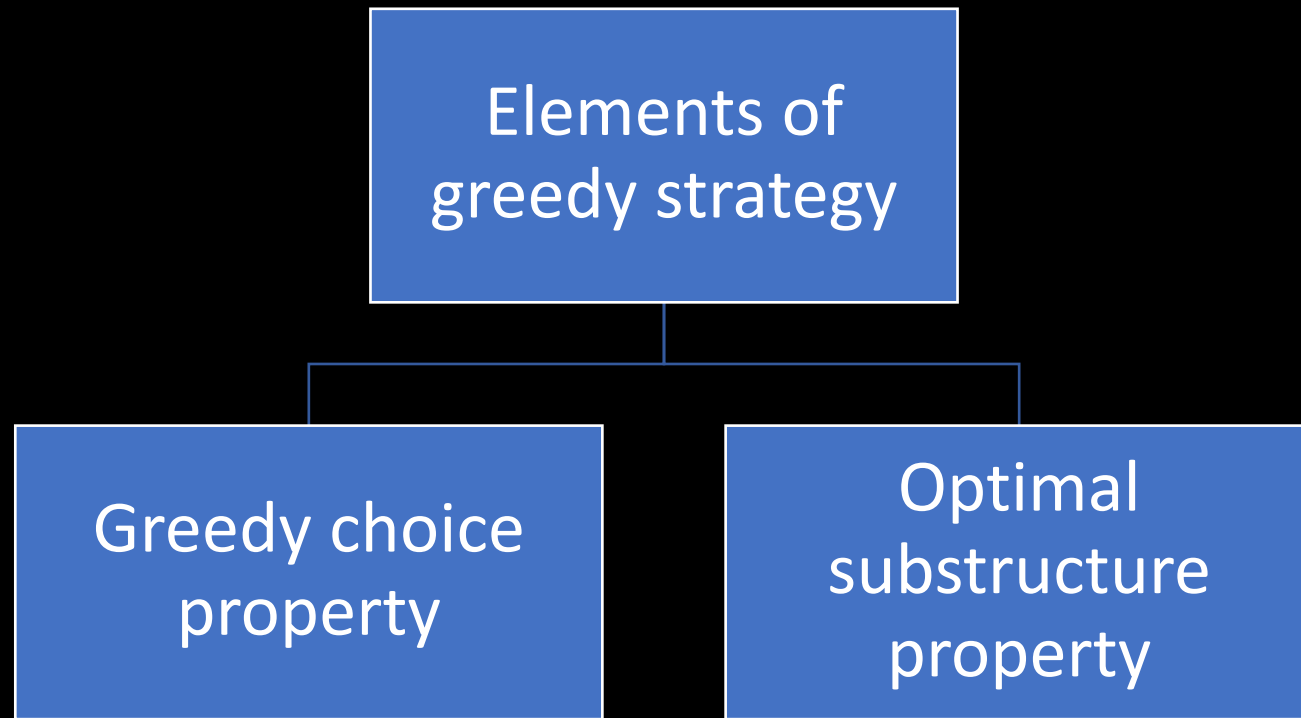 Elements of
greedy strategy
Greedy choice
property
Optimal
substructure
property